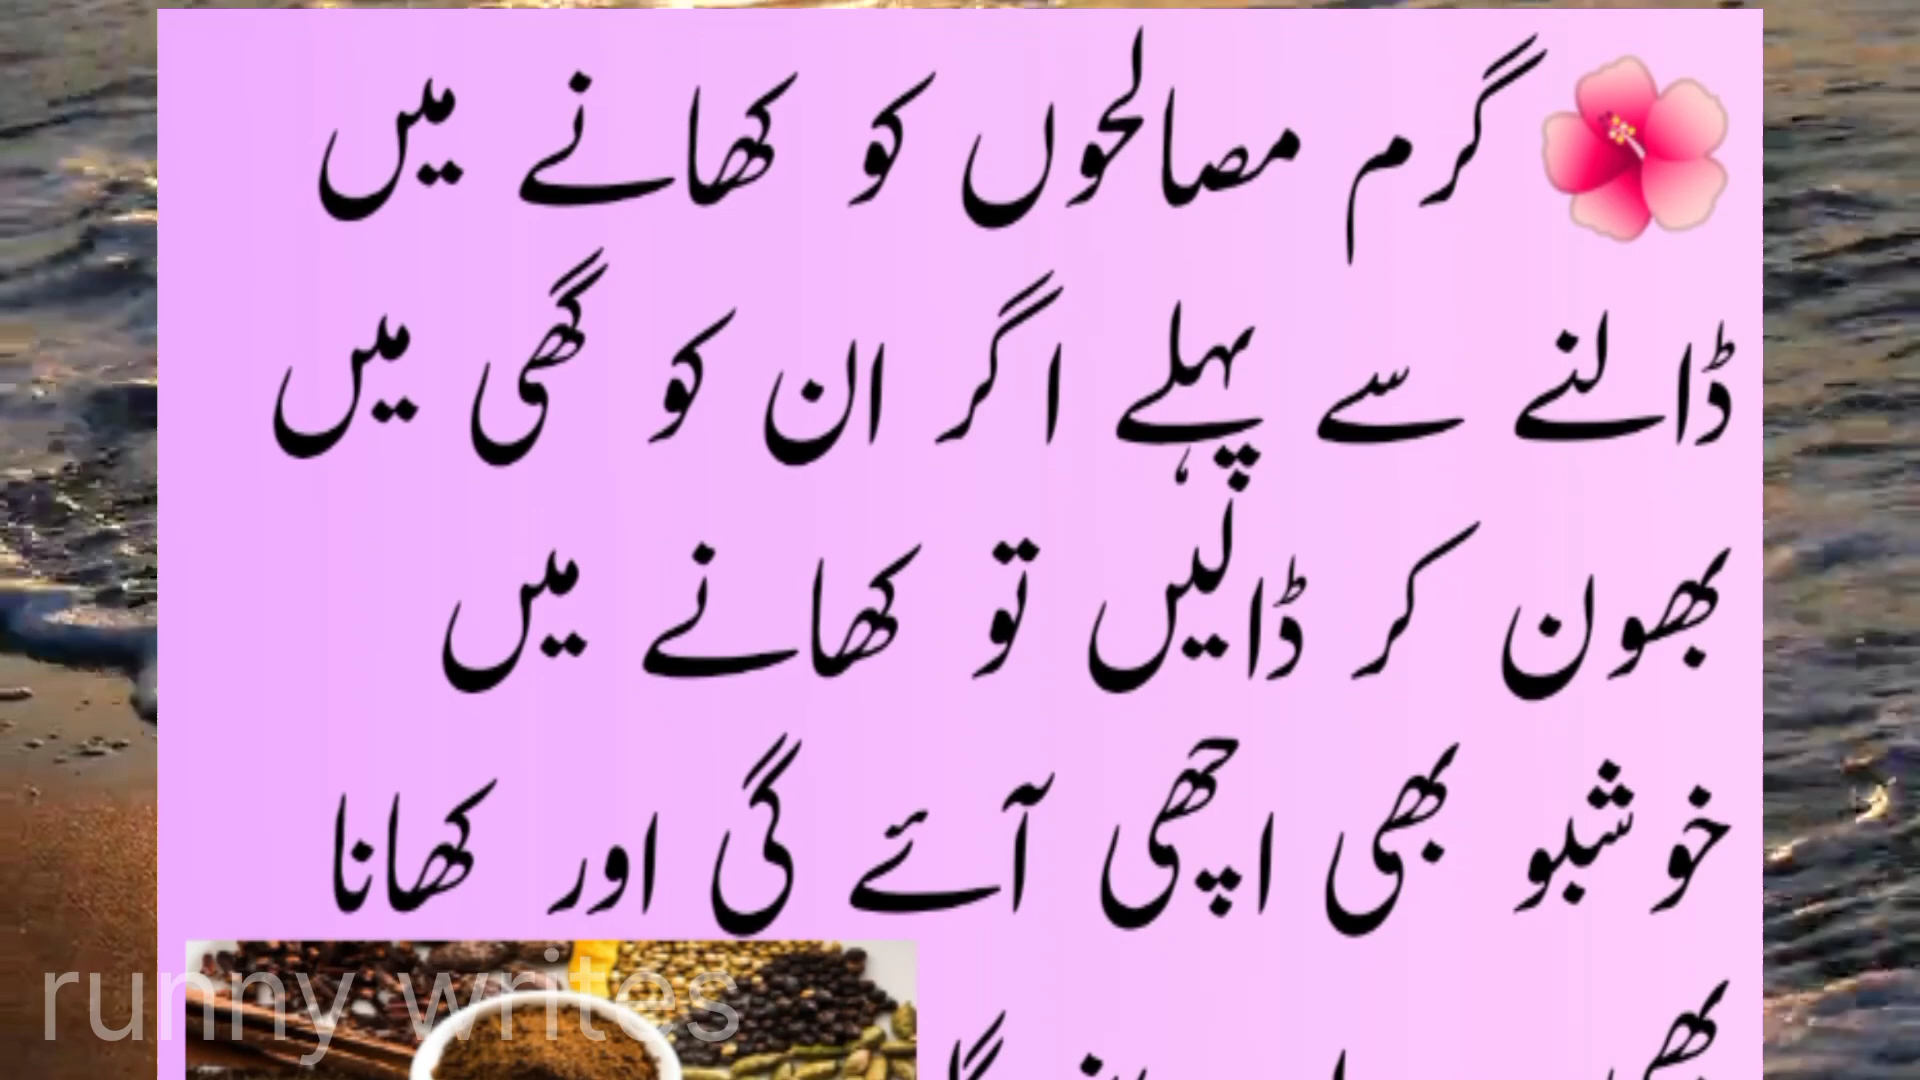 گرم مصالحوں کو کھانے میں
ڈالنے سے پہلے اگر ان کو گھی میں
بھون کر ڈالیں تو کھانے میں
خوشبو بھی اچھی آئے گی اور کھانا
runny writes